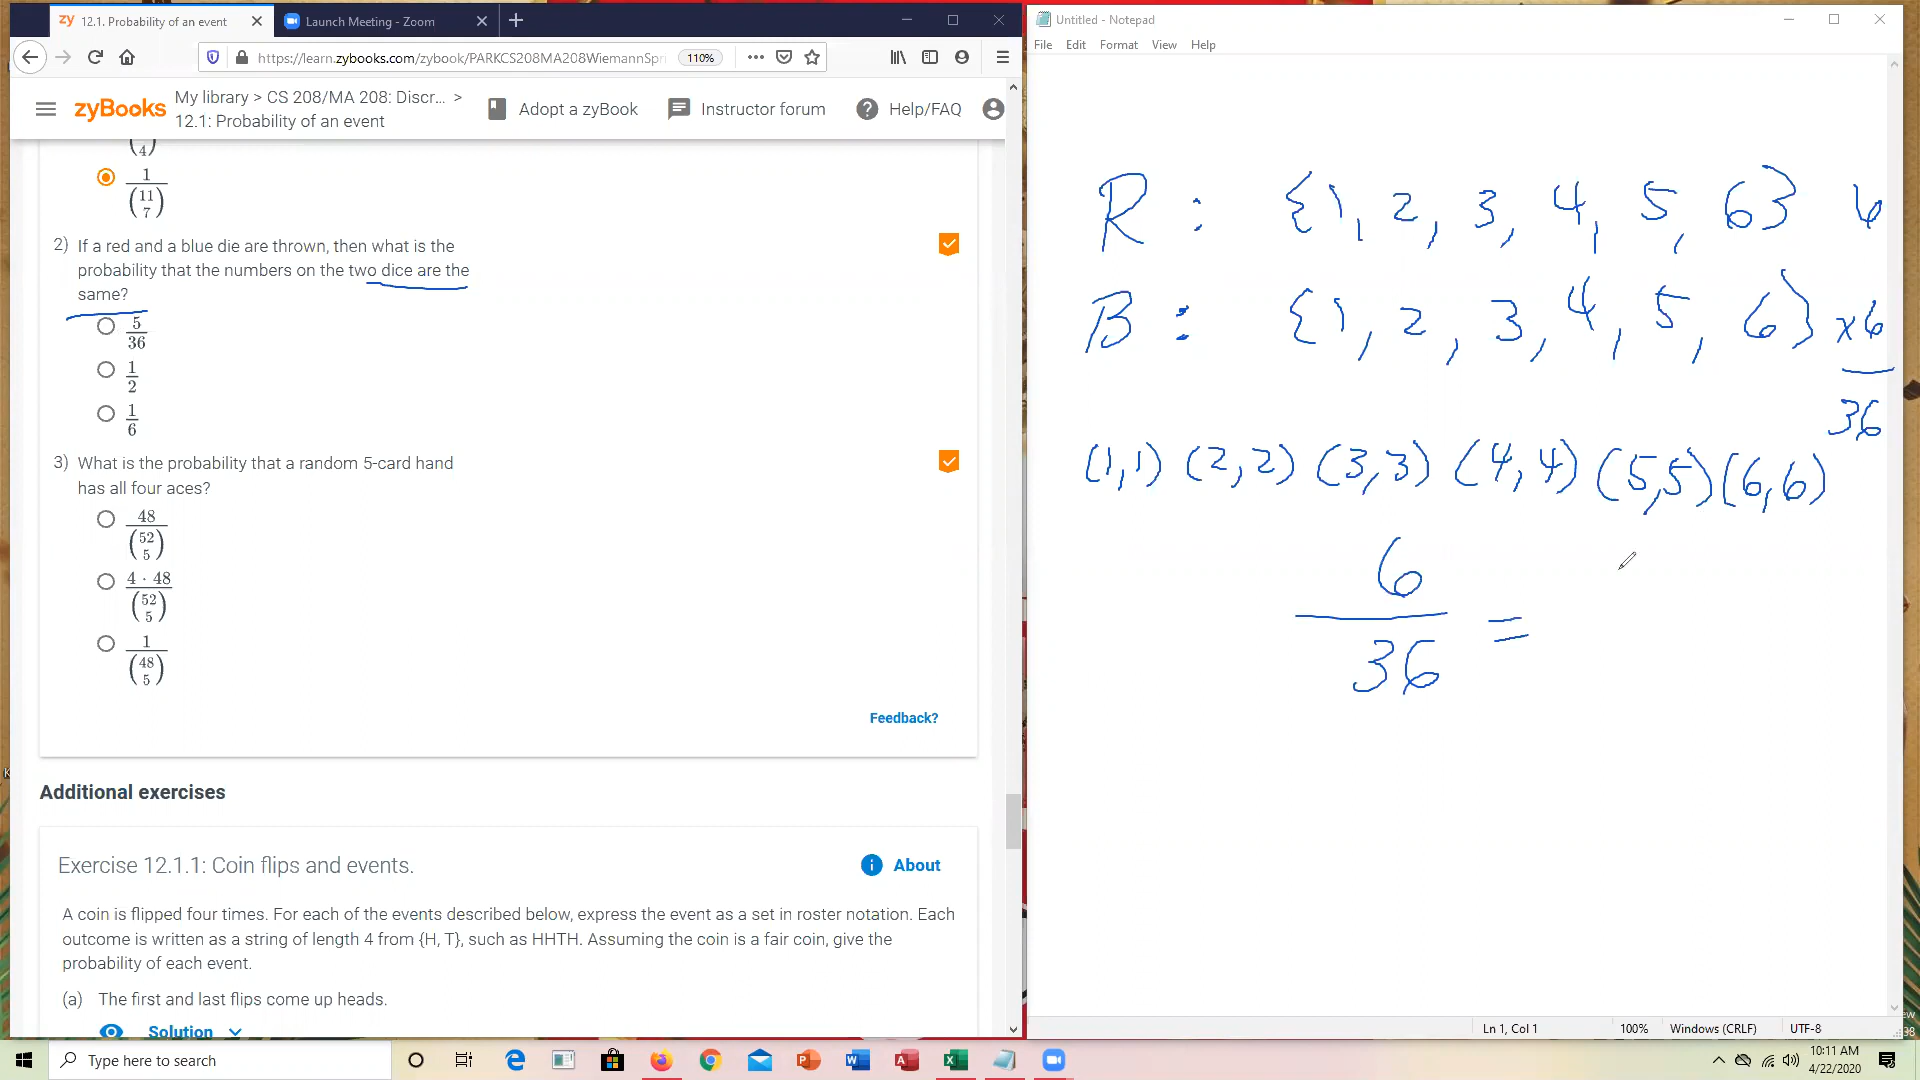 12.1. Probability of an event
Launch Meeting - Zoom
Untitled - Notepad
File Edit Format View Help
https://learn.zybooks.com/zybook/PARKCS208MA208WiemannSpri
110%
zyBooks
My library > CS 208/MA 208: Discr... >
12.1: Probability of an event
Adopt a zyBook
Instructor forum
Help/FAQ
4
1
(11
7)
2) If a red and a blue die are thrown, then what is the
probability that the numbers on the two dice are the
same?
5
36
1
2
1
6
3) What is the probability that a random 5-card hand
has all four aces?
48
(52
5)
4 · 48
(52
5)
1
(48
5)
Feedback?
Additional exercises
Exercise 12.1.1: Coin flips and events.
About
A coin is flipped four times. For each of the events described below, express the event as a set in roster notation. Each
outcome is written as a string of length 4 from {H, T}, such as HHTH. Assuming the coin is a fair coin, give the
probability of each event.
(a) The first and last flips come up heads.
Solution
R : {1, 2, 3, 4, 5, 6} 6
B : {1, 2, 3, 4, 5, 6} x6
36
(1,1) (2,2) (3,3) (4,4) (5,5) (6,6)
6
36 =
Ln 1, Col 1
100%
Windows (CRLF)
UTF-8
Type here to search
10:11 AM
4/22/2020